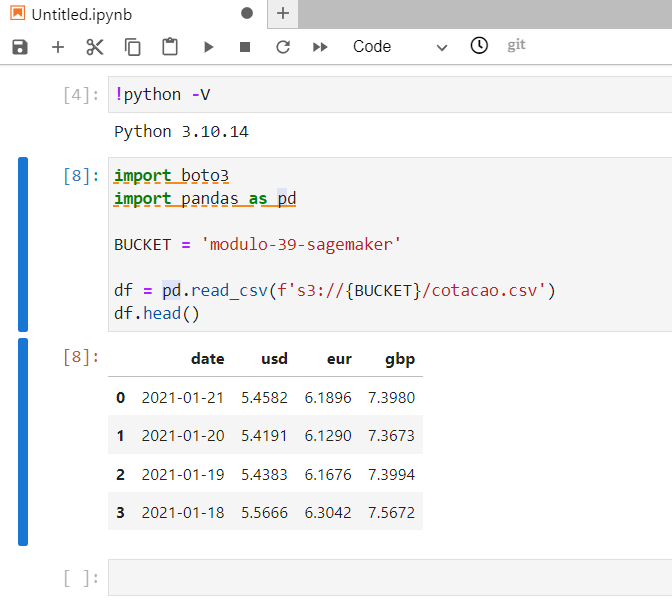 Untitled.ipynb
Code
git
[4]: !python -V
Python 3.10.14
[8]: import boto3
import pandas as pd
BUCKET = 'modulo-39-sagemaker'
df = pd.read_csv(f's3://{BUCKET}/cotacao.csv')
df.head()
[8]: date usd eur gbp
0 2021-01-21 5.4582 6.1896 7.3980
1 2021-01-20 5.4191 6.1290 7.3673
2 2021-01-19 5.4383 6.1676 7.3994
3 2021-01-18 5.5666 6.3042 7.5672
[ ]: